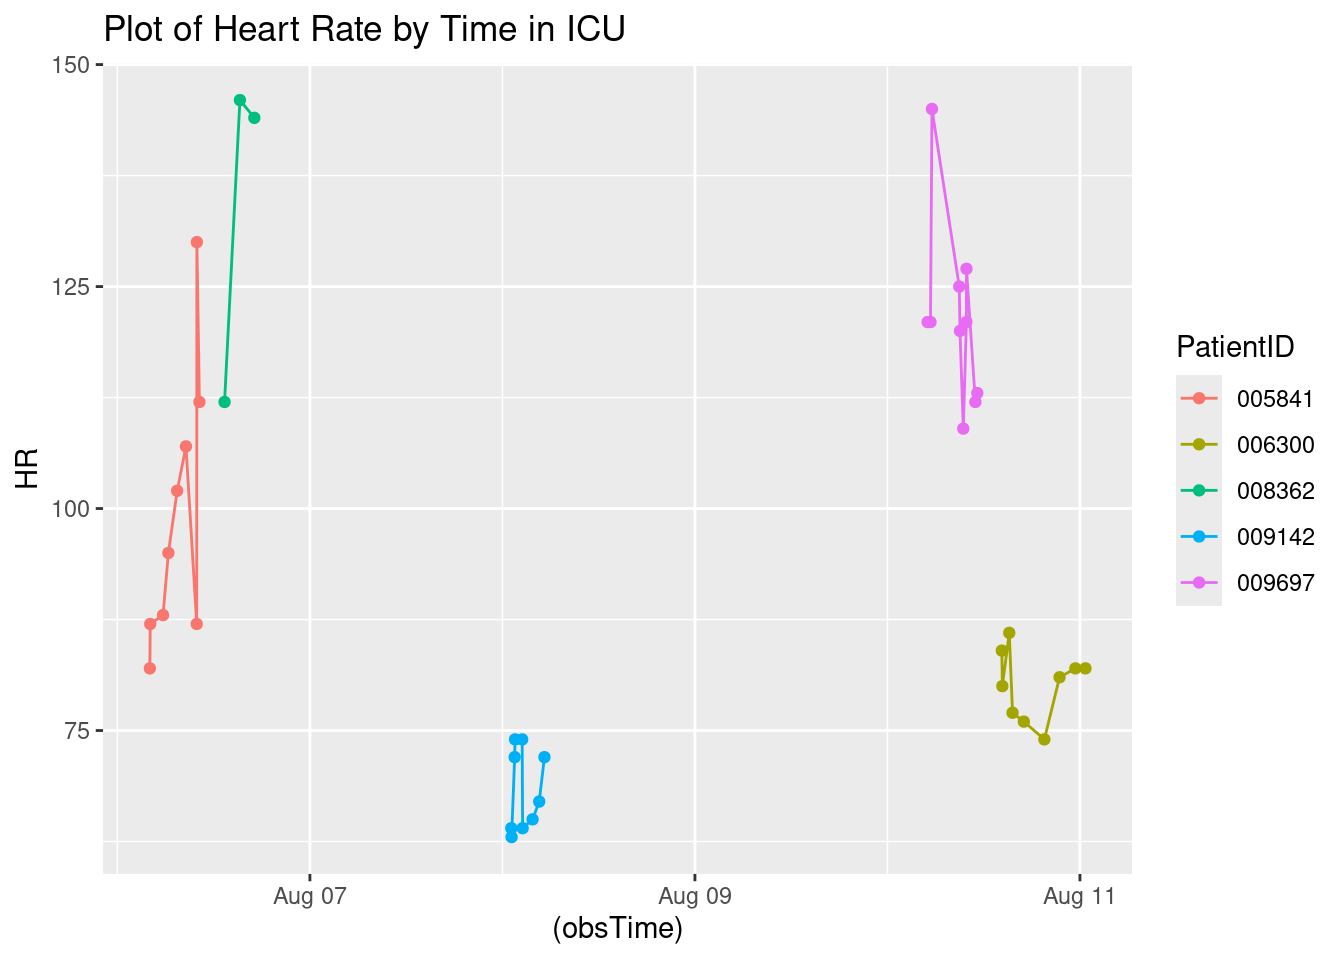 Plot of Heart Rate by Time in ICU
150
125
100
75
HR
Aug 07
Aug 09
Aug 11
(obsTime)
PatientID
005841
006300
008362
009142
009697